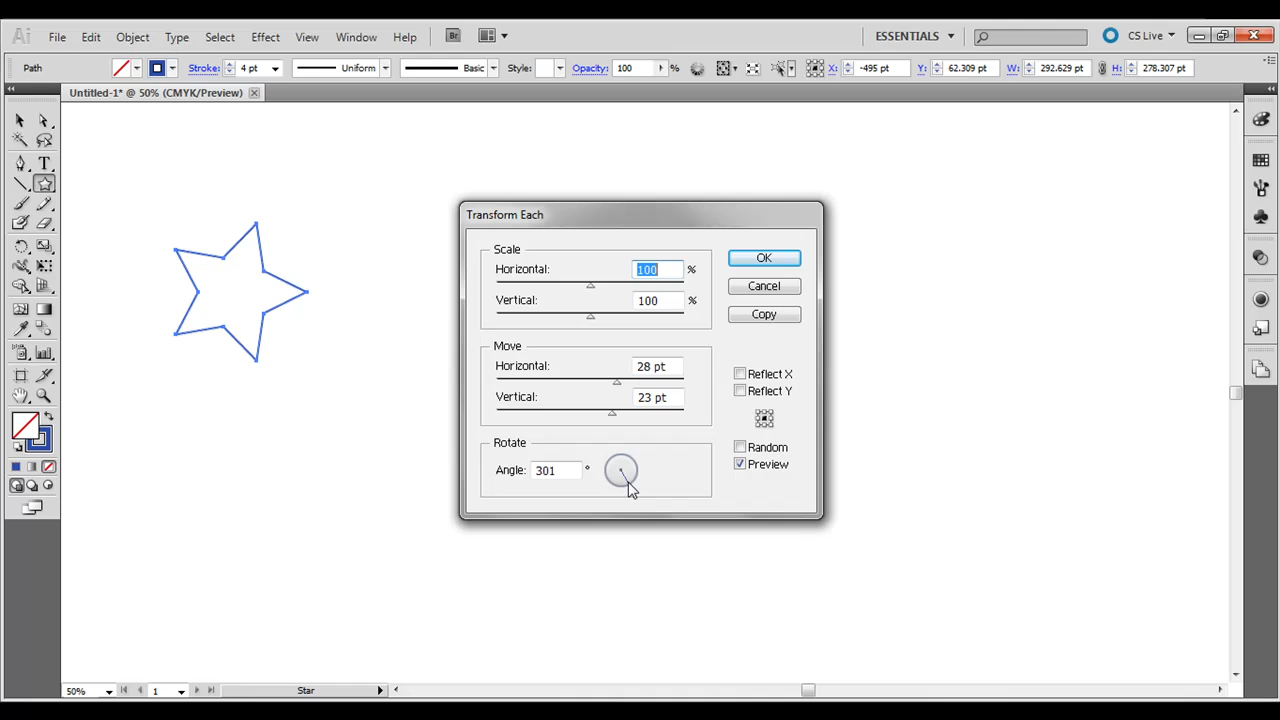 Ai File Edit Object Type Select Effect View Window Help Br ESSENTIALS CS Live
Path Stroke: 4 pt Uniform Basic Style: Opacity: 100 % X: -495 pt Y: 62.309 pt W: 292.629 pt H: 278.307 pt
Untitled-1* @ 50% (CMYK/Preview)
T
Transform Each
Scale
Horizontal: 100 %
Vertical: 100 %
OK
Cancel
Copy
Move
Horizontal: 28 pt
Vertical: 23 pt
Reflect X
Reflect Y
Rotate
Angle: 301 °
Random
Preview
50% 1 Star